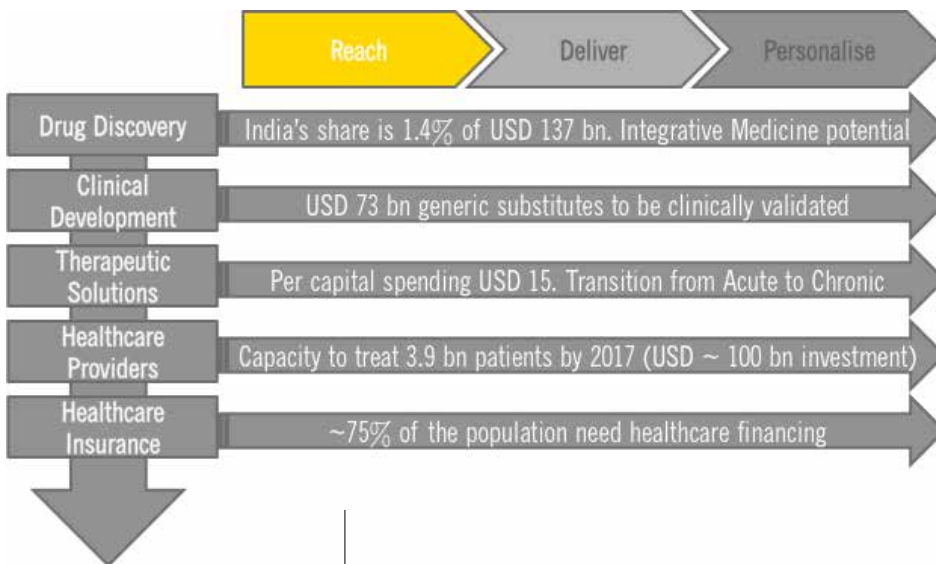 Reach
Deliver
Personalise
Drug Discovery
India's share is 1.4% of USD 137 bn. Integrative Medicine potential
Clinical
Development
USD 73 bn generic substitutes to be clinically validated
Therapeutic
Solutions
Per capital spending USD 15. Transition from Acute to Chronic
Healthcare
Providers
Capacity to treat 3.9 bn patients by 2017 (USD ~ 100 bn investment)
Healthcare
Insurance
~75% of the population need healthcare financing